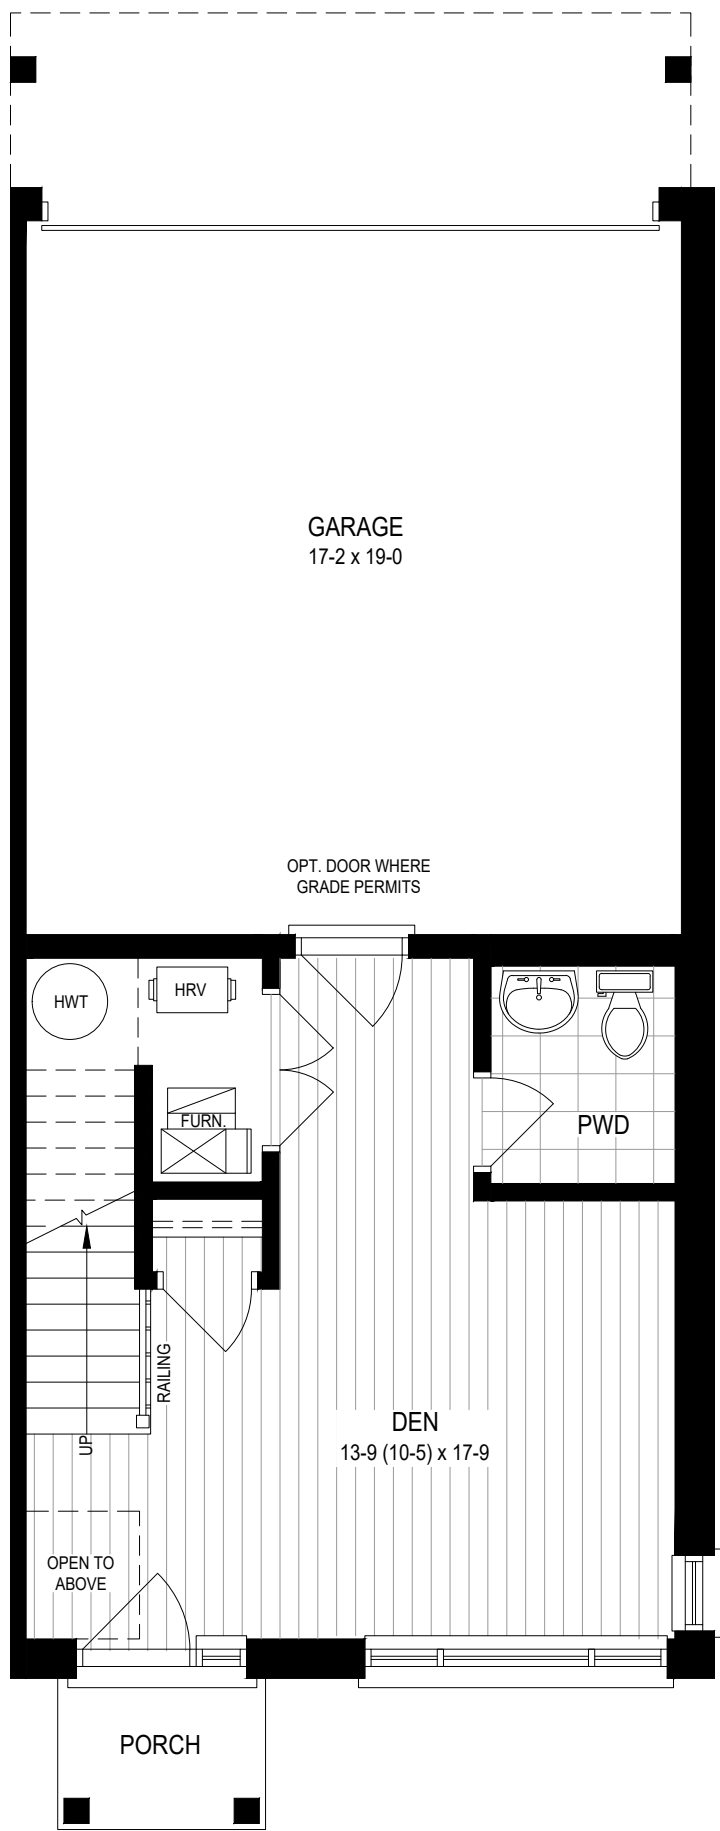 GARAGE
17-2 x 19-0
OPT. DOOR WHERE
GRADE PERMITS
HWT
HRV
FURN.
PWD
RAILING
DEN
13-9 (10-5) x 17-9
UP
OPEN TO
ABOVE
PORCH